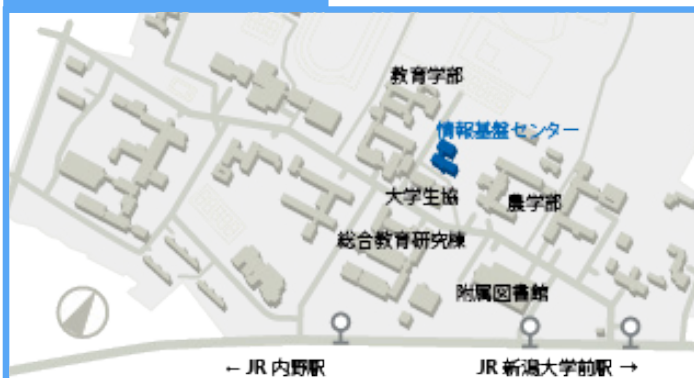 教育学部
情報基盤センター
大学生協
農学部
総合教育研究棟
附属図書館
← JR 内野駅
JR 新潟大学前駅 →